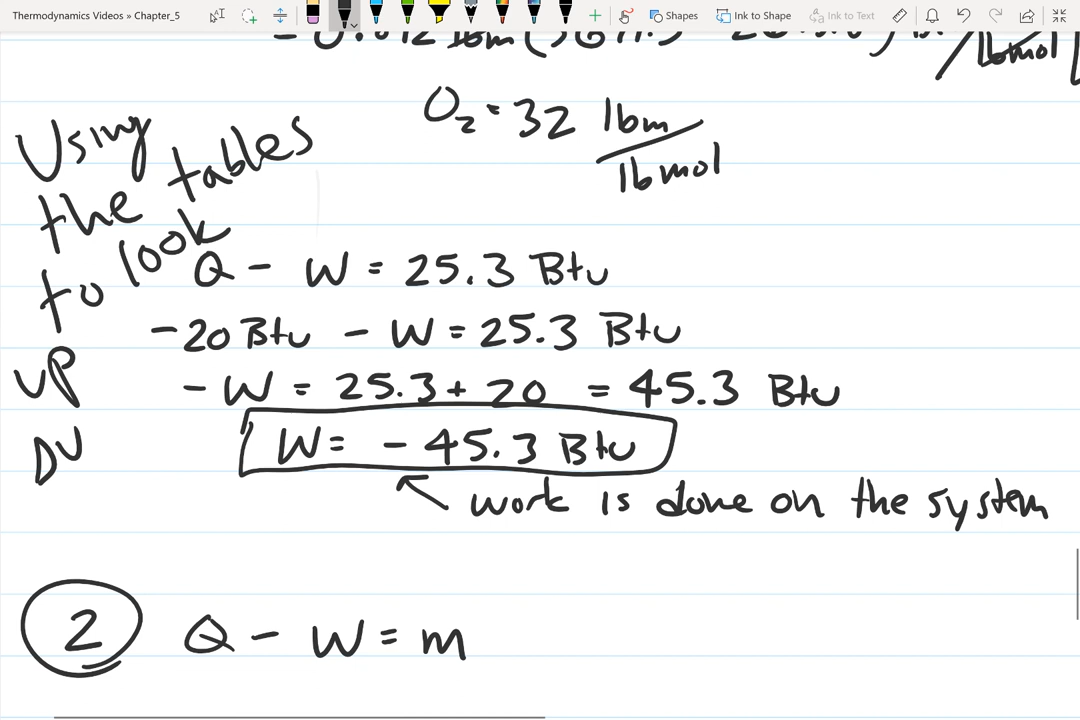 Thermodynamics Videos » Chapter_5
Shapes
Ink to Shape
Ink to Text
O2 = 32 lbm/lbmol
Using
the tables
to look
up
DU
Q - W = 25.3 Btu
-20 Btu - W = 25.3 Btu
- W = 25.3 + 20 = 45.3 Btu
W = - 45.3 Btu
work is done on the system
2 Q - W = m